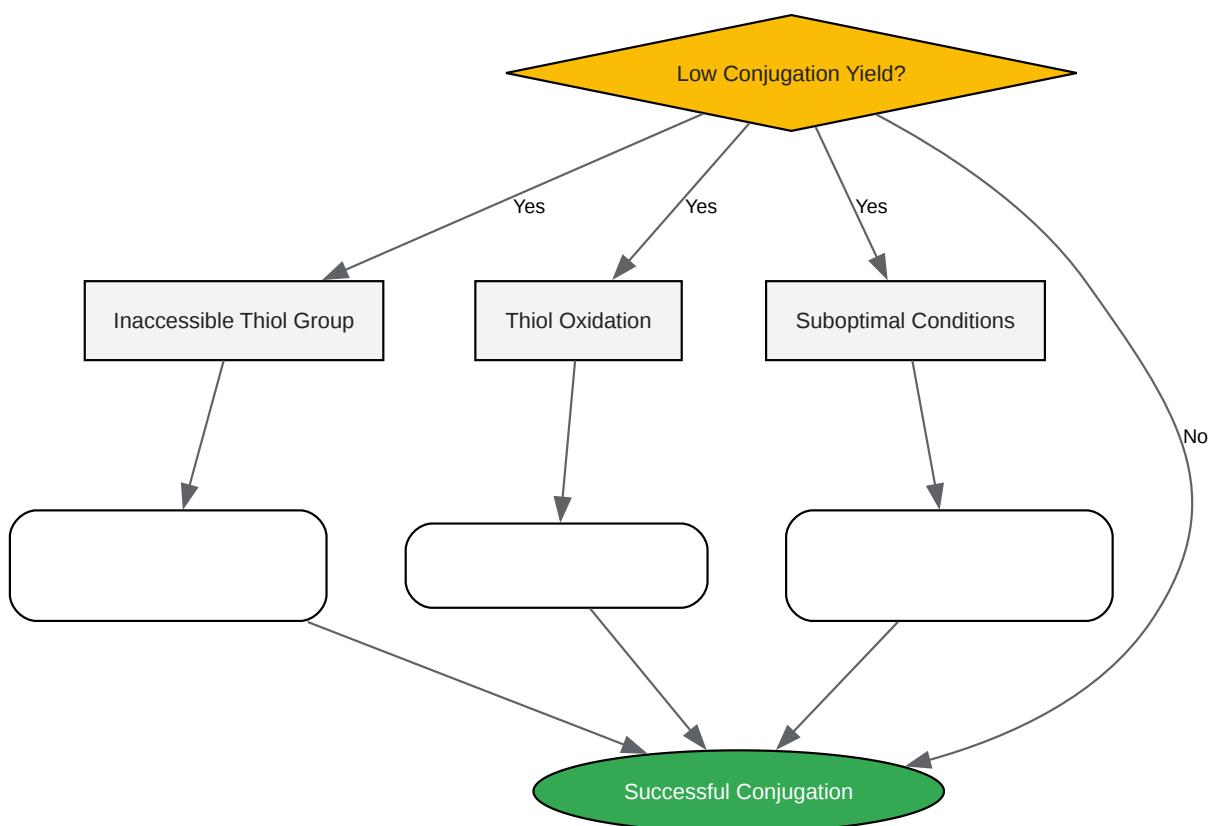 Low Conjugation Yield?
Yes
Yes
Yes
Inaccessible Thiol Group
Thiol Oxidation
Suboptimal Conditions
No
Successful Conjugation